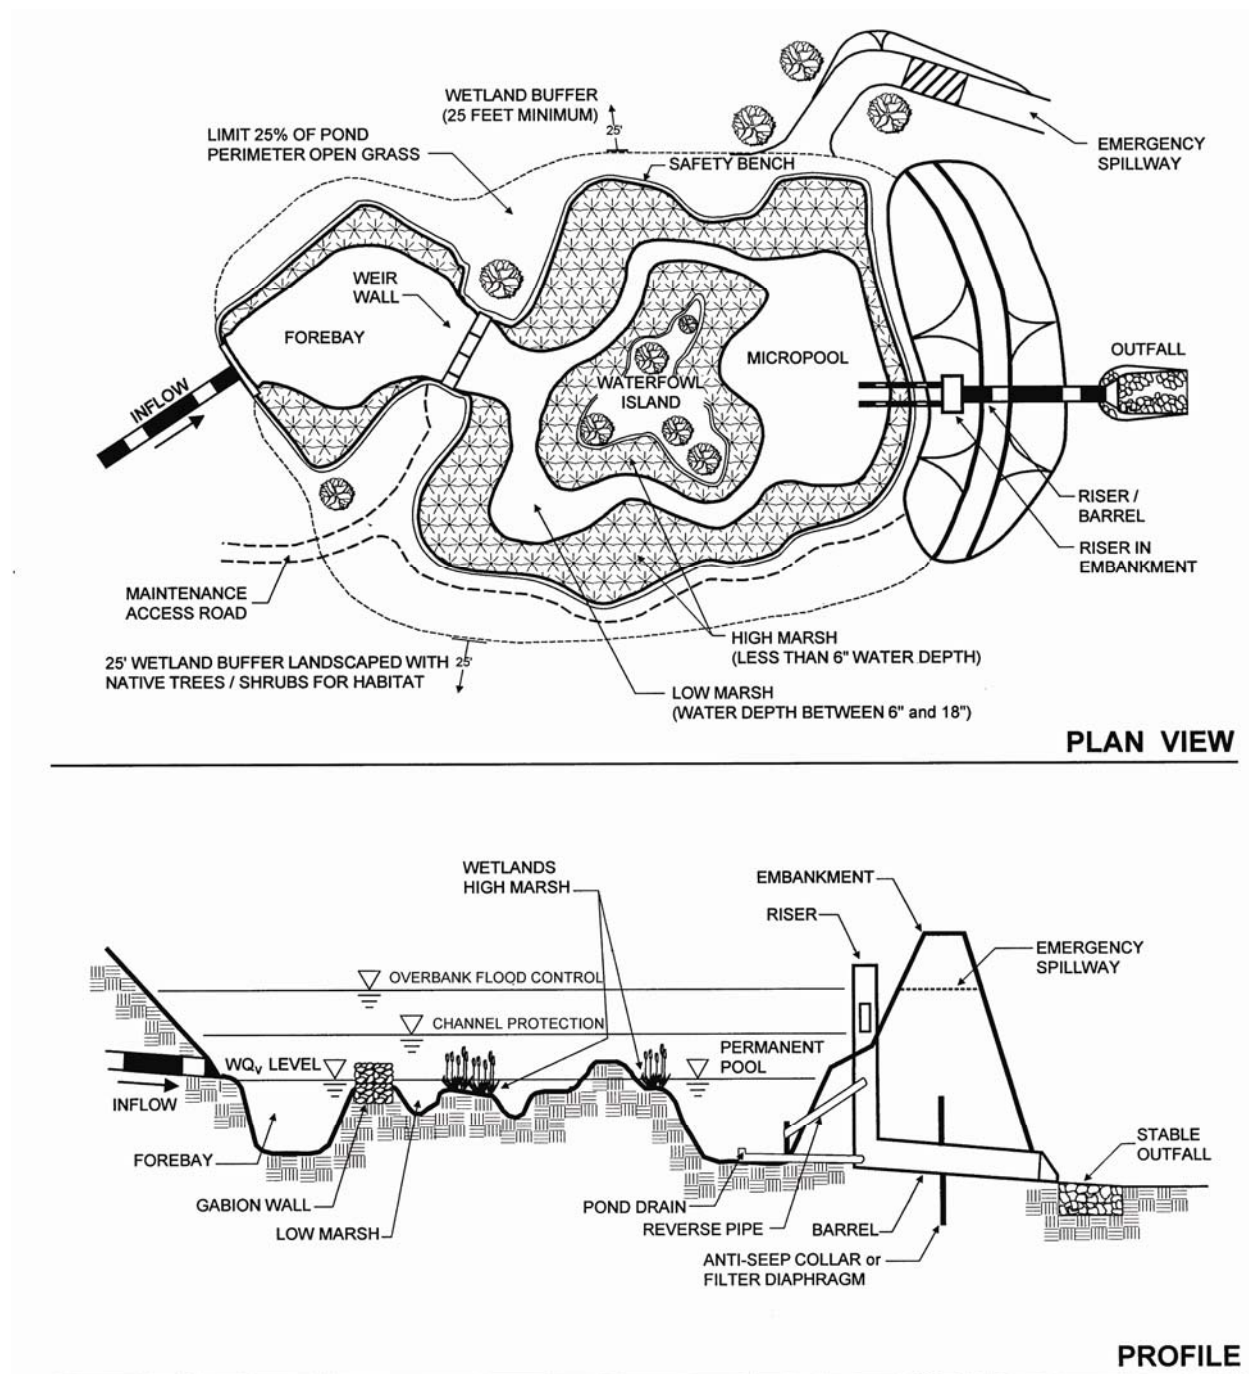 WETLAND BUFFER
(25 FEET MINIMUM)
25'
LIMIT 25% OF POND
PERIMETER OPEN GRASS
SAFETY BENCH
EMERGENCY
SPILLWAY
WEIR
WALL
FOREBAY
MICROPOOL
OUTFALL
WATERFOWL
ISLAND
INFLOW
RISER /
BARREL
RISER IN
EMBANKMENT
MAINTENANCE
ACCESS ROAD
HIGH MARSH
(LESS THAN 6" WATER DEPTH)
25' WETLAND BUFFER LANDSCAPED WITH
NATIVE TREES / SHRUBS FOR HABITAT
25'
LOW MARSH
(WATER DEPTH BETWEEN 6" and 18")
PLAN VIEW
WETLANDS
HIGH MARSH
EMBANKMENT
RISER
EMERGENCY
SPILLWAY
OVERBANK FLOOD CONTROL
CHANNEL PROTECTION
WQv LEVEL
PERMANENT
POOL
INFLOW
FOREBAY
STABLE
OUTFALL
GABION WALL
POND DRAIN
LOW MARSH
REVERSE PIPE
BARREL
ANTI-SEEP COLLAR or
FILTER DIAPHRAGM
PROFILE